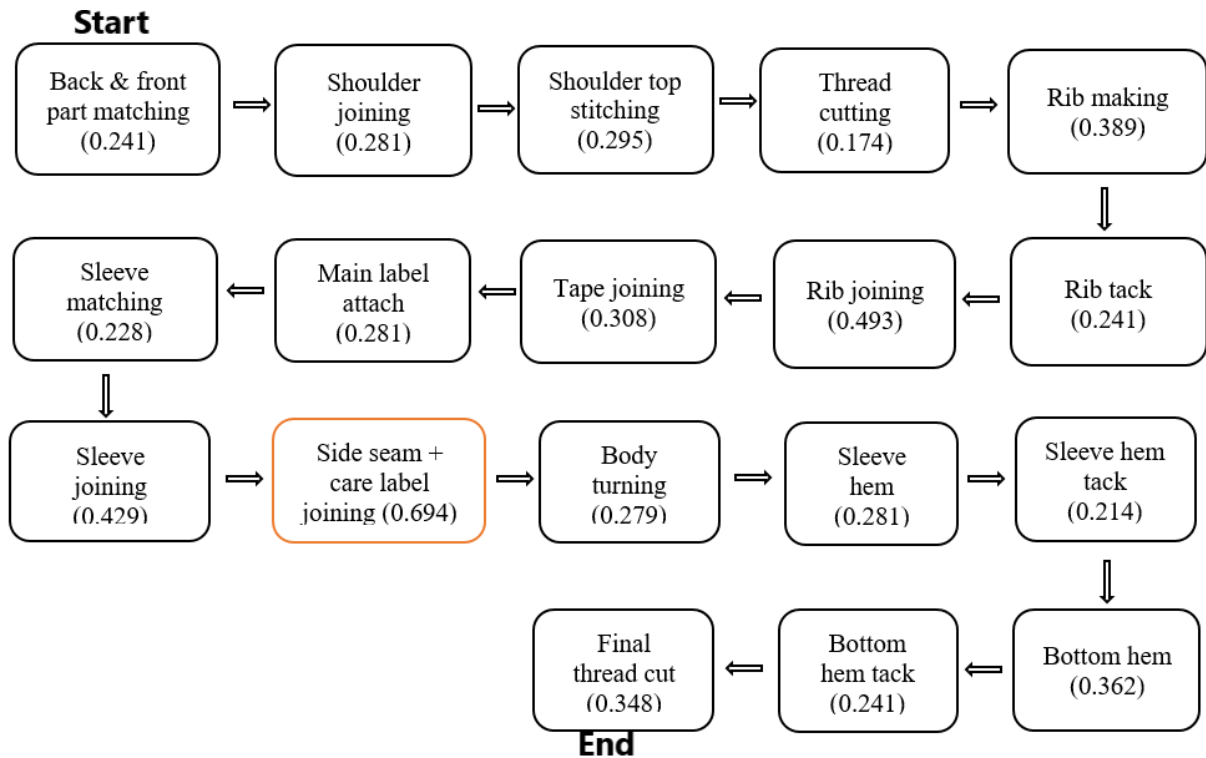 Start
Back & front
part matching
(0.241)
Shoulder
joining
(0.281)
Shoulder top
stitching
(0.295)
Thread
cutting
(0.174)
Rib making
(0.389)
Rib tack
(0.241)
Rib joining
(0.493)
Tape joining
(0.308)
Main label
attach
(0.281)
Sleeve
matching
(0.228)
Sleeve
joining
(0.429)
Side seam +
care label
joining (0.694)
Body
turning
(0.279)
Sleeve
hem
(0.281)
Sleeve hem
tack
(0.214)
Bottom hem
(0.362)
Bottom
hem tack
(0.241)
Final
thread cut
(0.348)
End